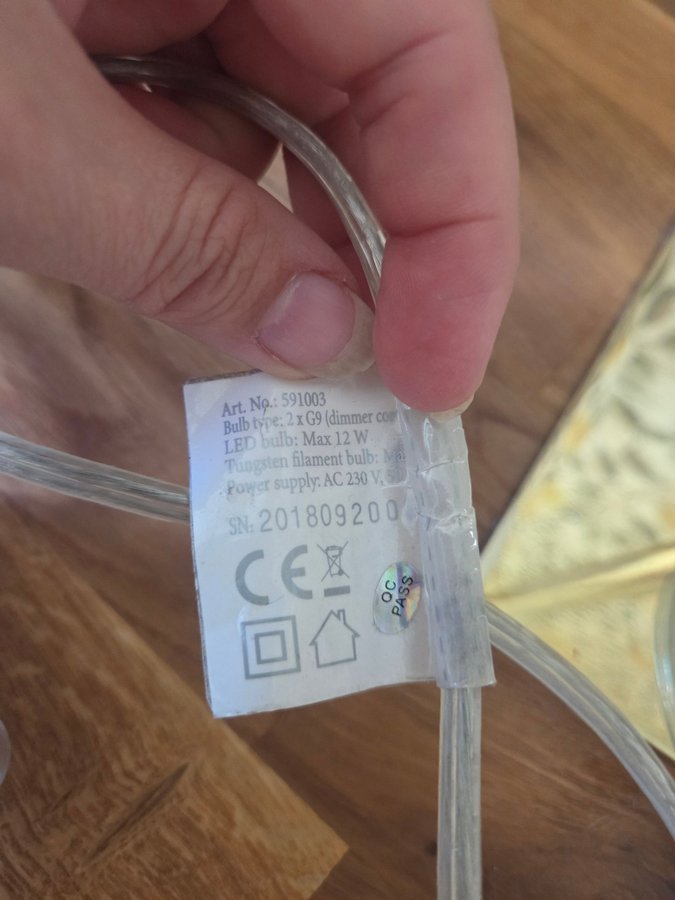 Art. No.: 591003
Bulb type: 2 x G9 (dimmer
LED bulb: Max 12 W
Tungsten filament bulb:
Power supply: AC 230 V,
SN: 201809200
CE
OC
PASS